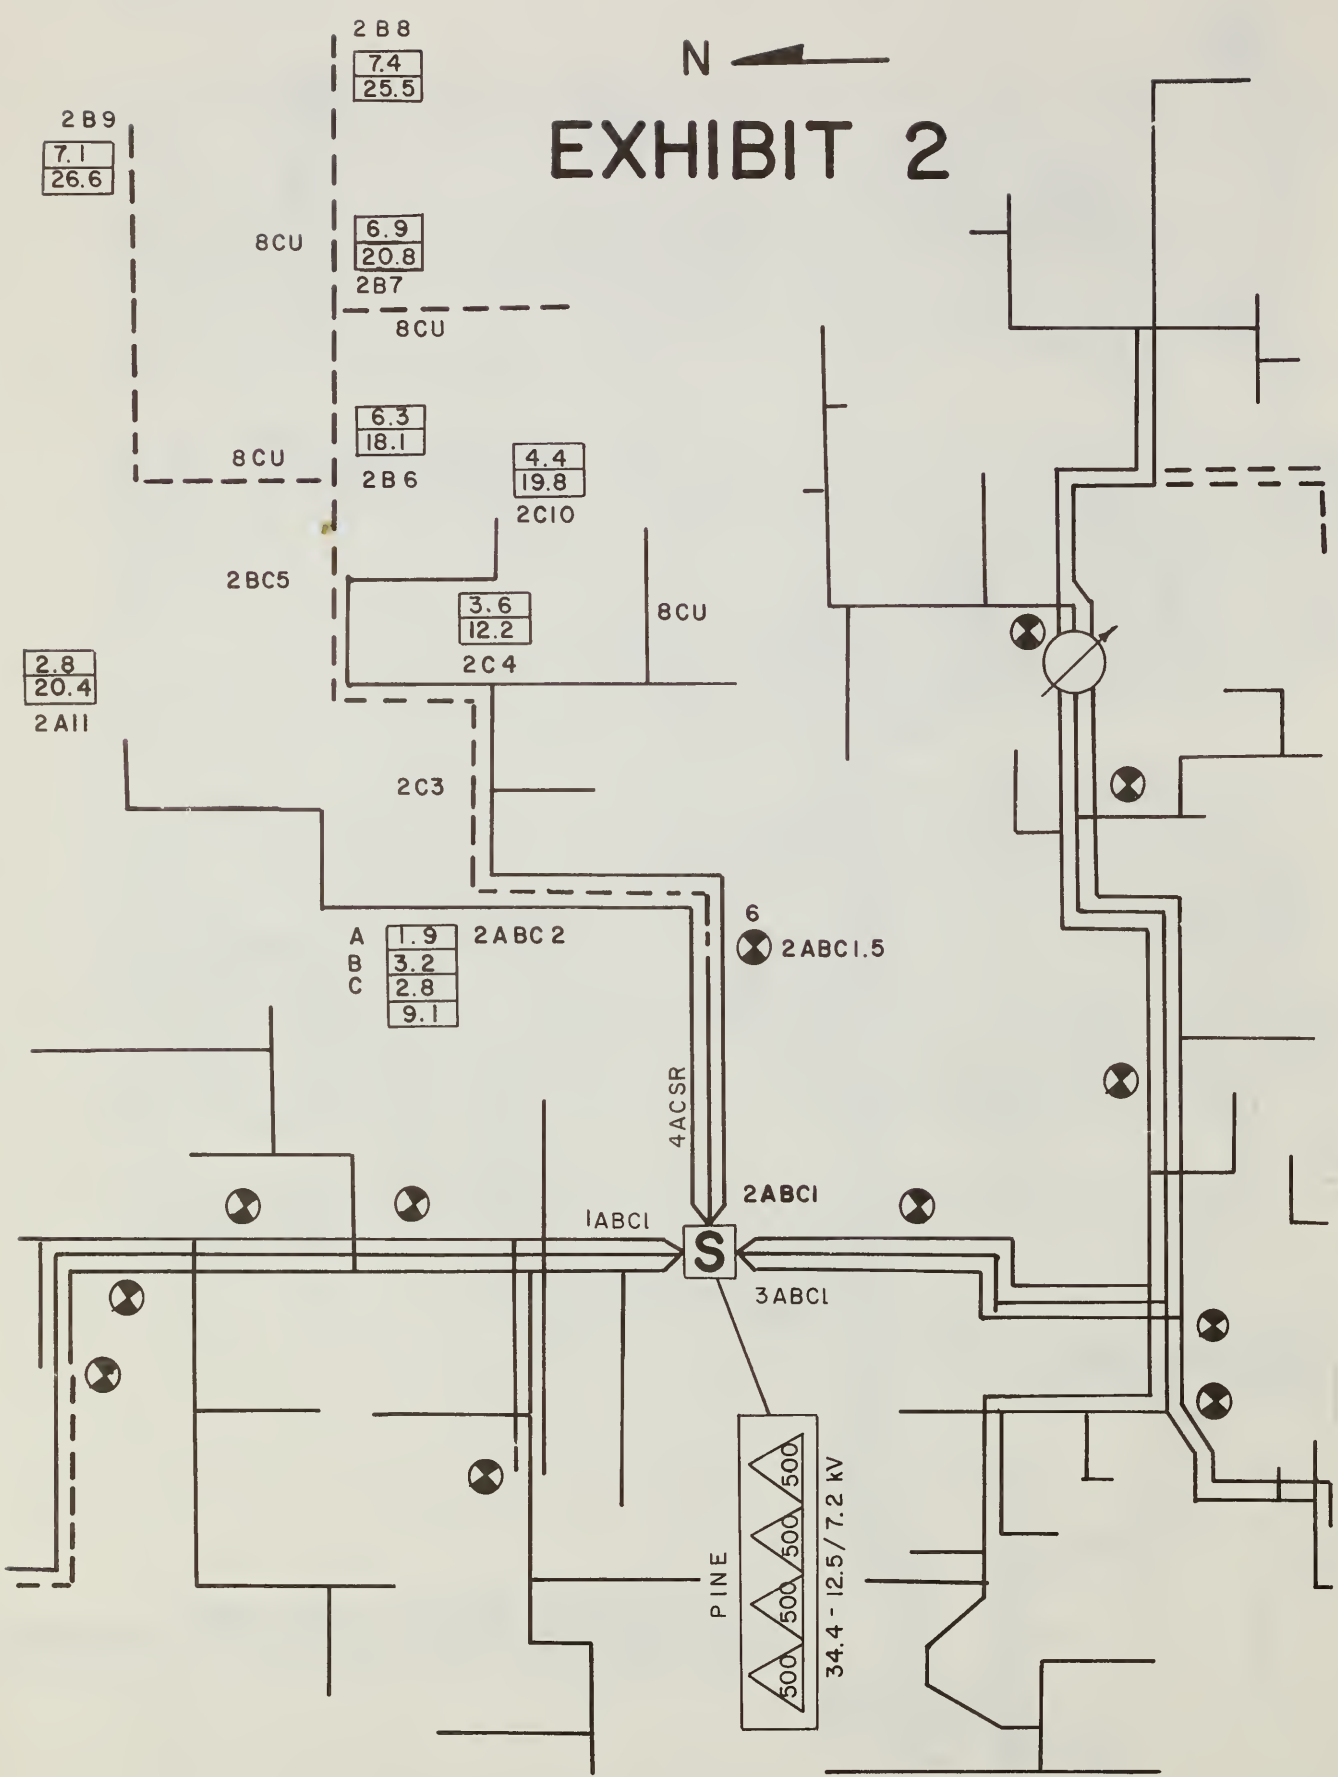 2B8
7.4
25.5
N
EXHIBIT 2
2B9
7.1
26.6
8CU
6.9
20.8
2B7
8CU
6.3
18.1
2B6
8CU
4.4
19.8
2C10
2BC5
3.6
12.2
2C4
8CU
2.8
20.4
2A11
2C3
6
2ABC1.5
A 1.9 2ABC2
B 3.2
C 2.8
9.1
4ACSR
2ABC1
1ABC1
S
3ABC1
PINE
500
500
500
500
34.4 - 12.5/7.2 kV